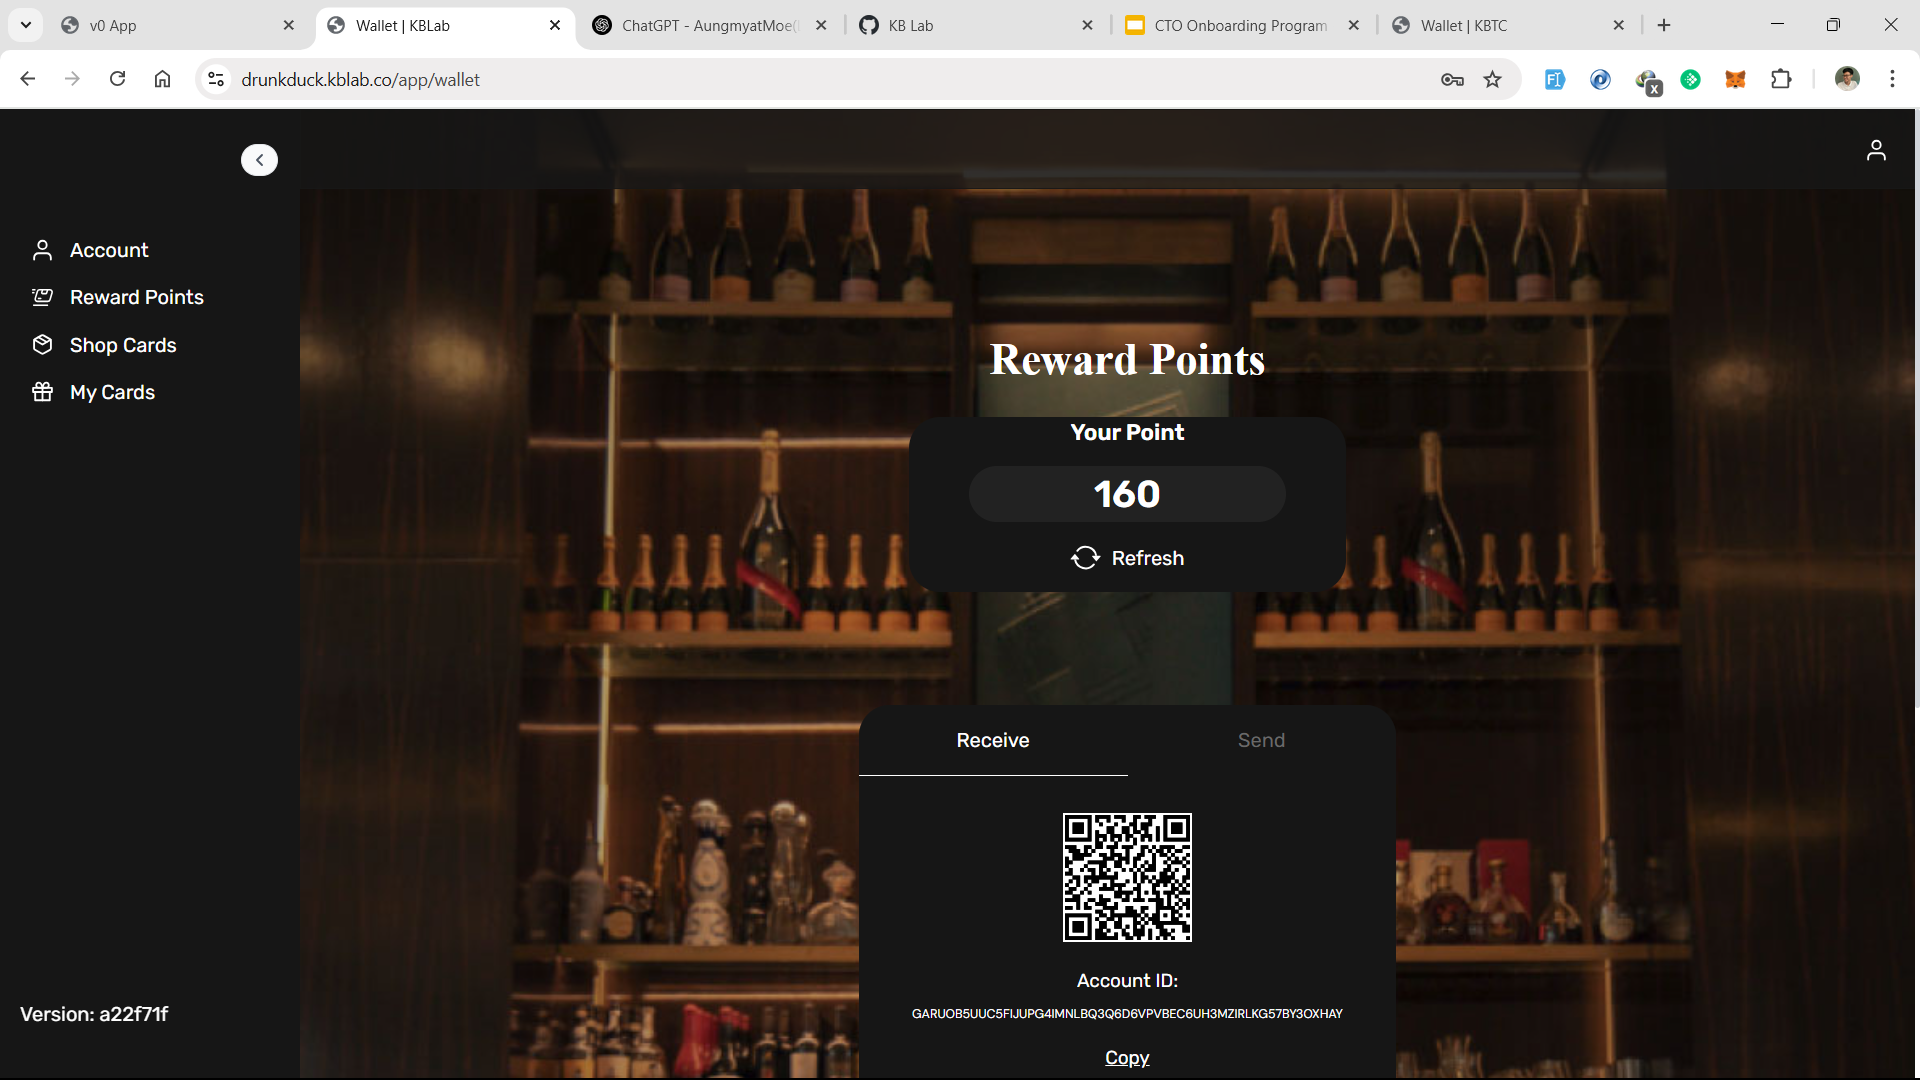 v0 App
Wallet | KBLab
ChatGPT - AungmyatMoe(
KB Lab
CTO Onboarding Program
Wallet | KBTC
drunkduck.kblab.co/app/wallet
Account
Reward Points
Shop Cards
My Cards
Version: a22f71f
Reward Points
Your Point
160
Refresh
Receive
Send
Account ID:
GARUOB5UUC5FIJUPG4IMNLBQ3Q6D6VPVBEC6UH3MZIRLKG57BY3OXHAY
Copy